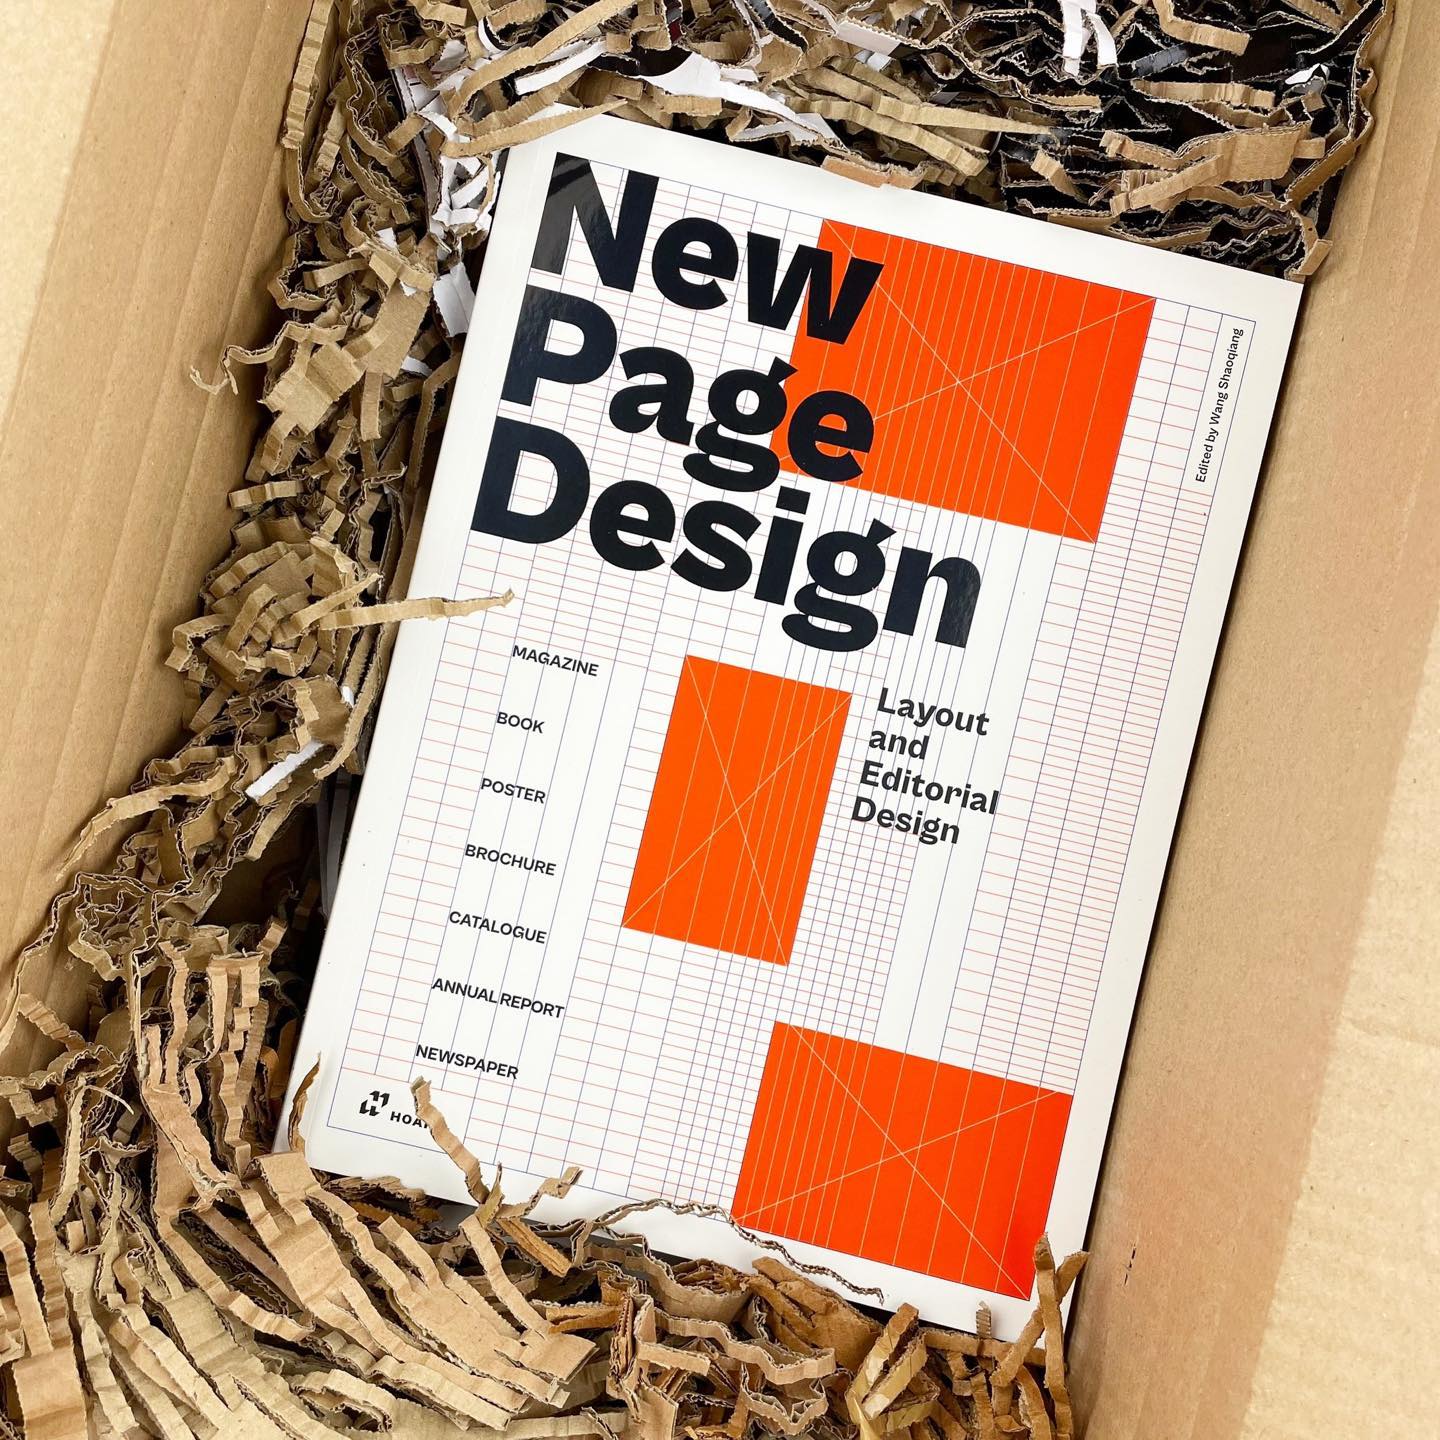 New
Page
Design
Edited by Wang Shaoqiang
Layout
and
Editorial
Design
MAGAZINE
BOOK
POSTER
BROCHURE
CATALOGUE
ANNUAL REPORT
NEWSPAPER